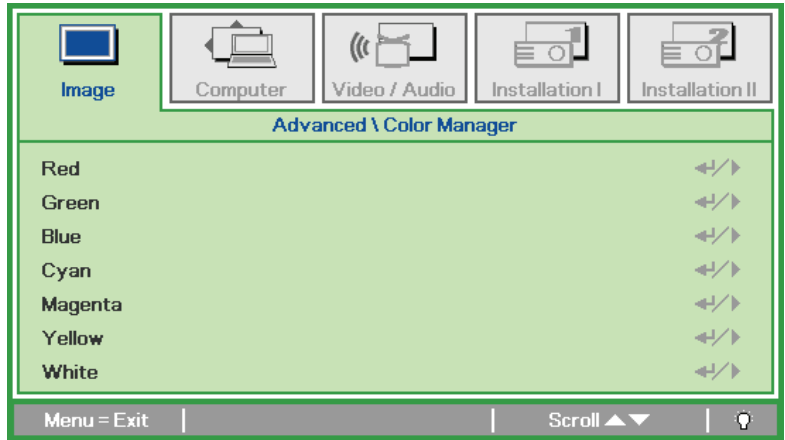 Image
Computer
Video / Audio
Installation I
Installation II
Advanced \ Color Manager
Red
Green
Blue
Cyan
Magenta
Yellow
White
Menu = Exit
Scroll